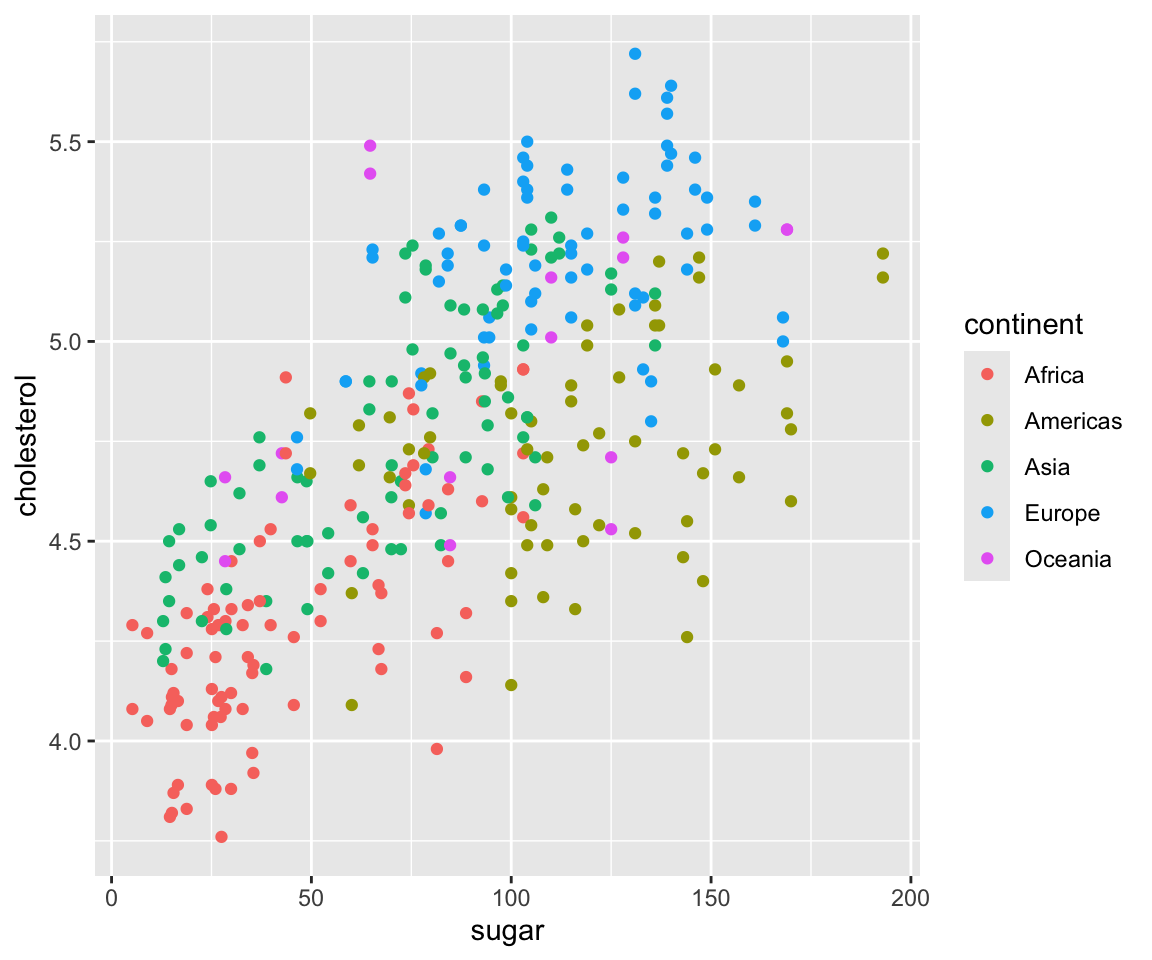 cholesterol
5.5
5.0
4.5
4.0
0 50 100 150 200
sugar
continent
Africa
Americas
Asia
Europe
Oceania